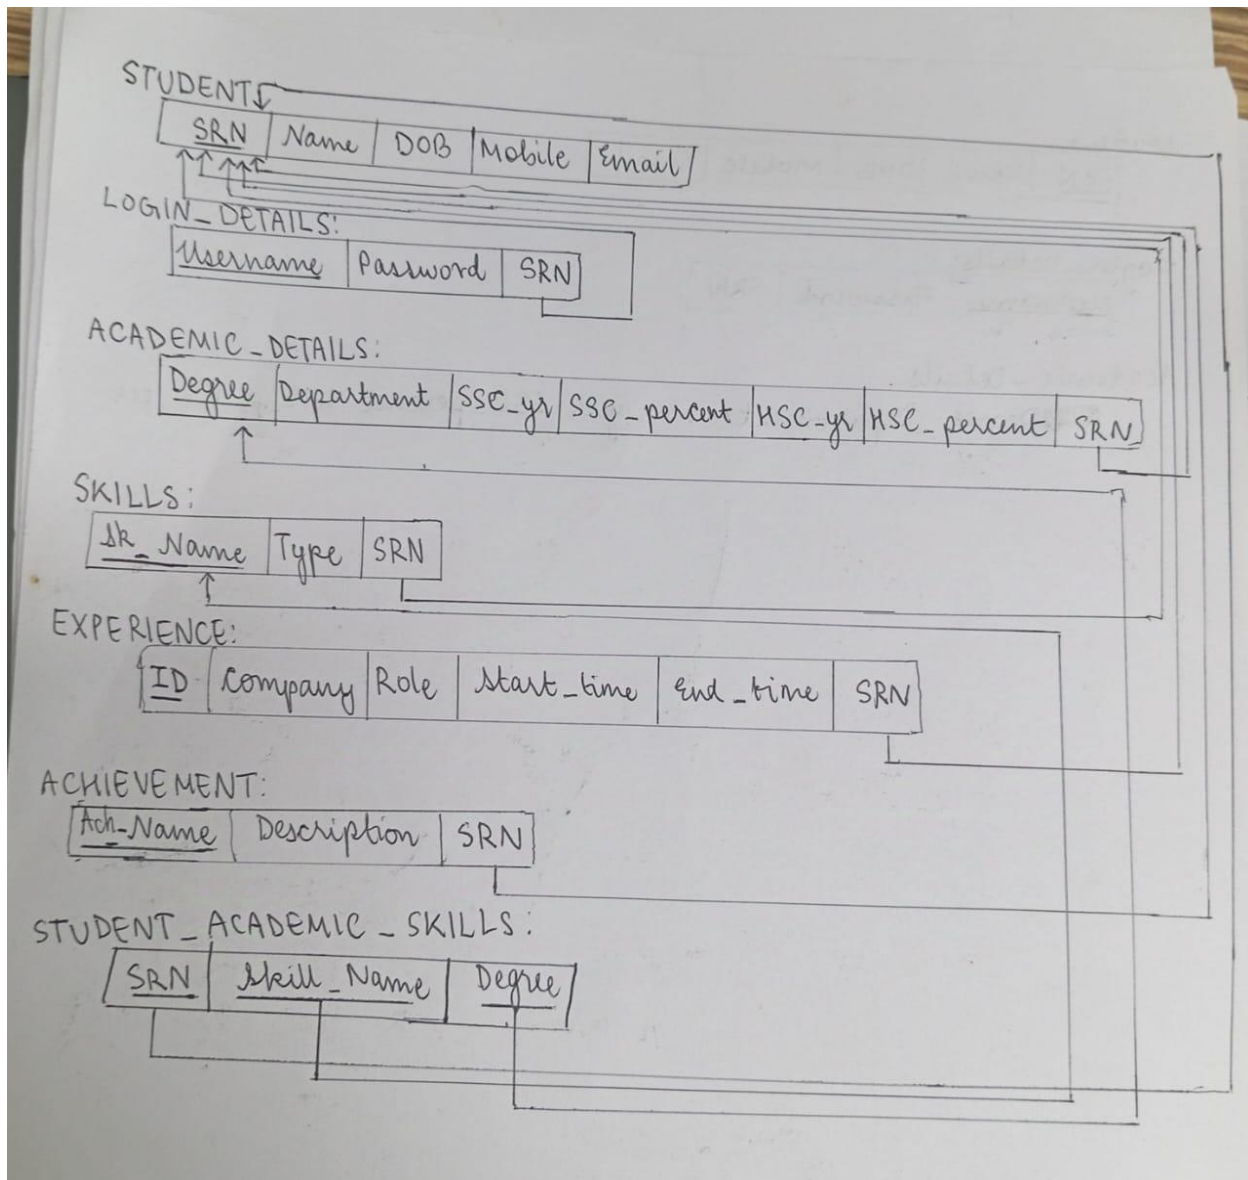 STUDENT
SRN Name DOB Mobile Email
LOGIN_DETAILS:
Username Password SRN
ACADEMIC_DETAILS:
Degree Department SSC_yr SSC_percent HSC_yr HSC_percent SRN
SKILLS:
Sk_Name Type SRN
EXPERIENCE:
ID Company Role Start_time End_time SRN
ACHIEVEMENT:
Ach_Name Description SRN
STUDENT_ACADEMIC_SKILLS:
SRN Skill_Name Degree